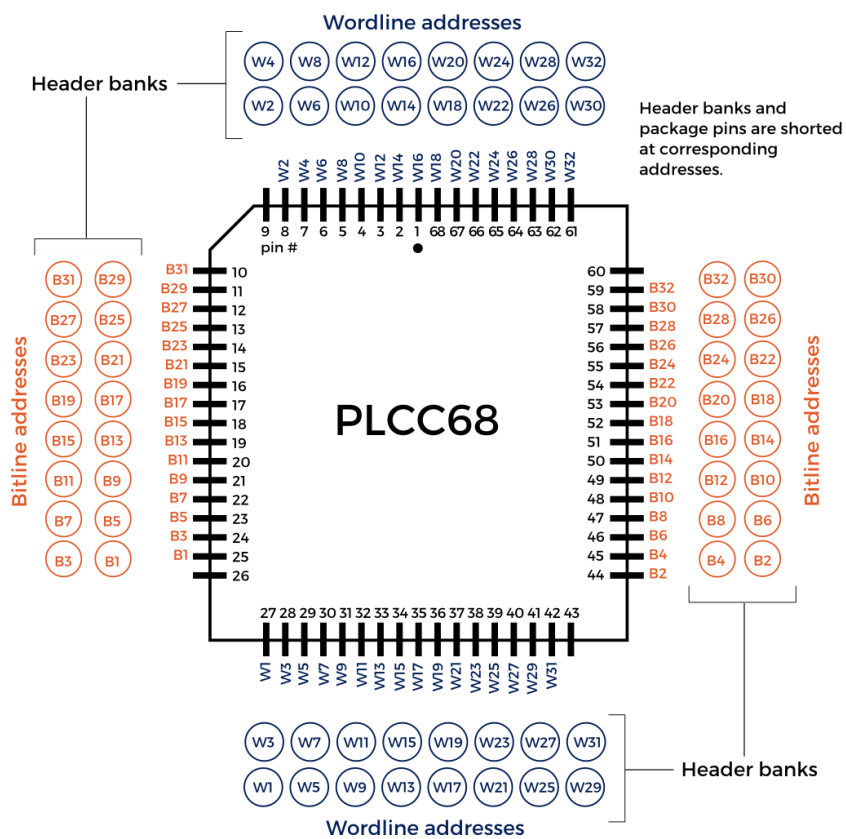 Wordline addresses
W4 W8 W12 W16 W20 W24 W28 W32
Header banks
W2 W6 W10 W14 W18 W22 W26 W30
Header banks and
package pins are shorted
at corresponding
addresses.
W2 W4 W6 W8 W10 W12 W14 W16 W18 W20 W22 W24 W26 W28 W30 W32
9 8 7 6 5 4 3 2 1 68 67 66 65 64 63 62 61
pin #
Bitline addresses
B31 B29
B27 B25
B23 B21
B19 B17
B15 B13
B11 B9
B7 B5
B3 B1
B31 10
B29 11
B27 12
B25 13
B23 14
B21 15
B19 16
B17 17
B15 18
B13 19
B11 20
B9 21
B7 22
B5 23
B3 24
B1 25
26
PLCC68
60
59 B32
58 B30
57 B28
56 B26
55 B24
54 B22
53 B20
52 B18
51 B16
50 B14
49 B12
48 B10
47 B8
46 B6
45 B4
44 B2
B32 B30
B28 B26
B24 B22
B20 B18
B16 B14
B12 B10
B8 B6
B4 B2
Bitline addresses
27 28 29 30 31 32 33 34 35 36 37 38 39 40 41 42 43
W1 W3 W5 W7 W9 W11 W13 W15 W17 W19 W21 W23 W25 W27 W29 W31
W3 W7 W11 W15 W19 W23 W27 W31
Header banks
W1 W5 W9 W13 W17 W21 W25 W29
Wordline addresses